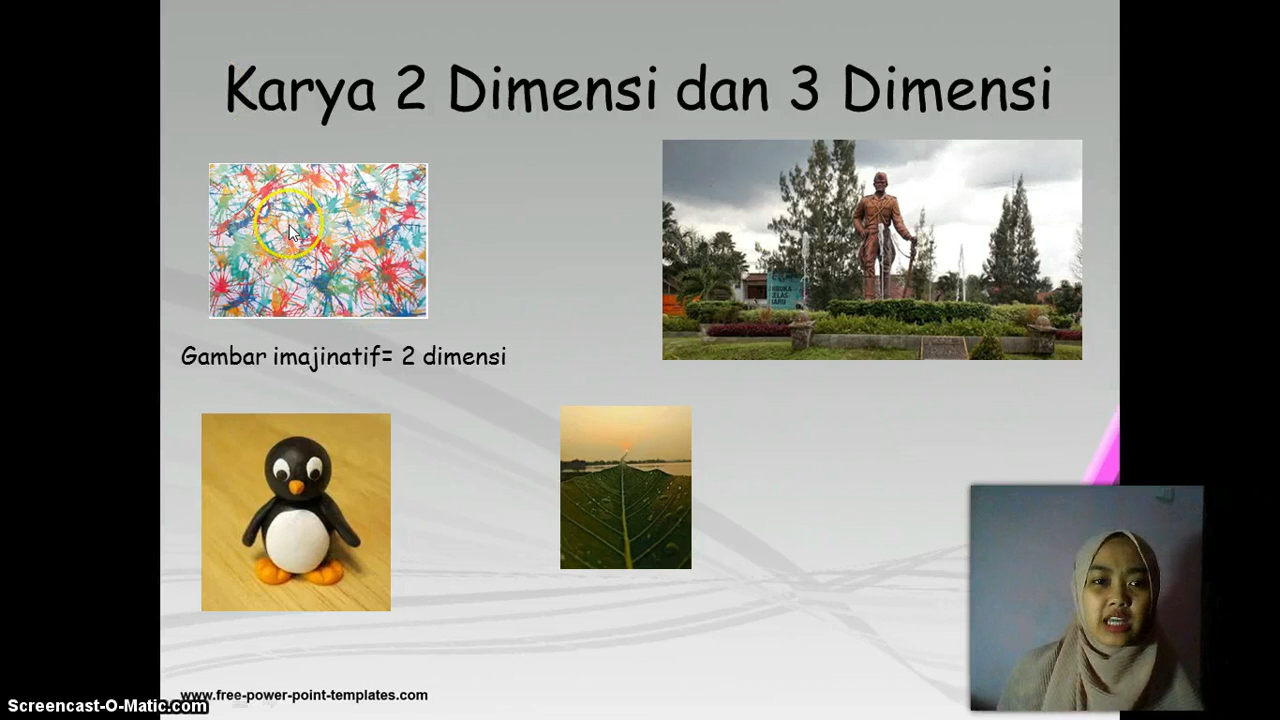 Karya 2 Dimensi dan 3 Dimensi
Gambar imajinatif= 2 dimensi
www.free-power-point-templates.com
Screencast-O-Matic.com